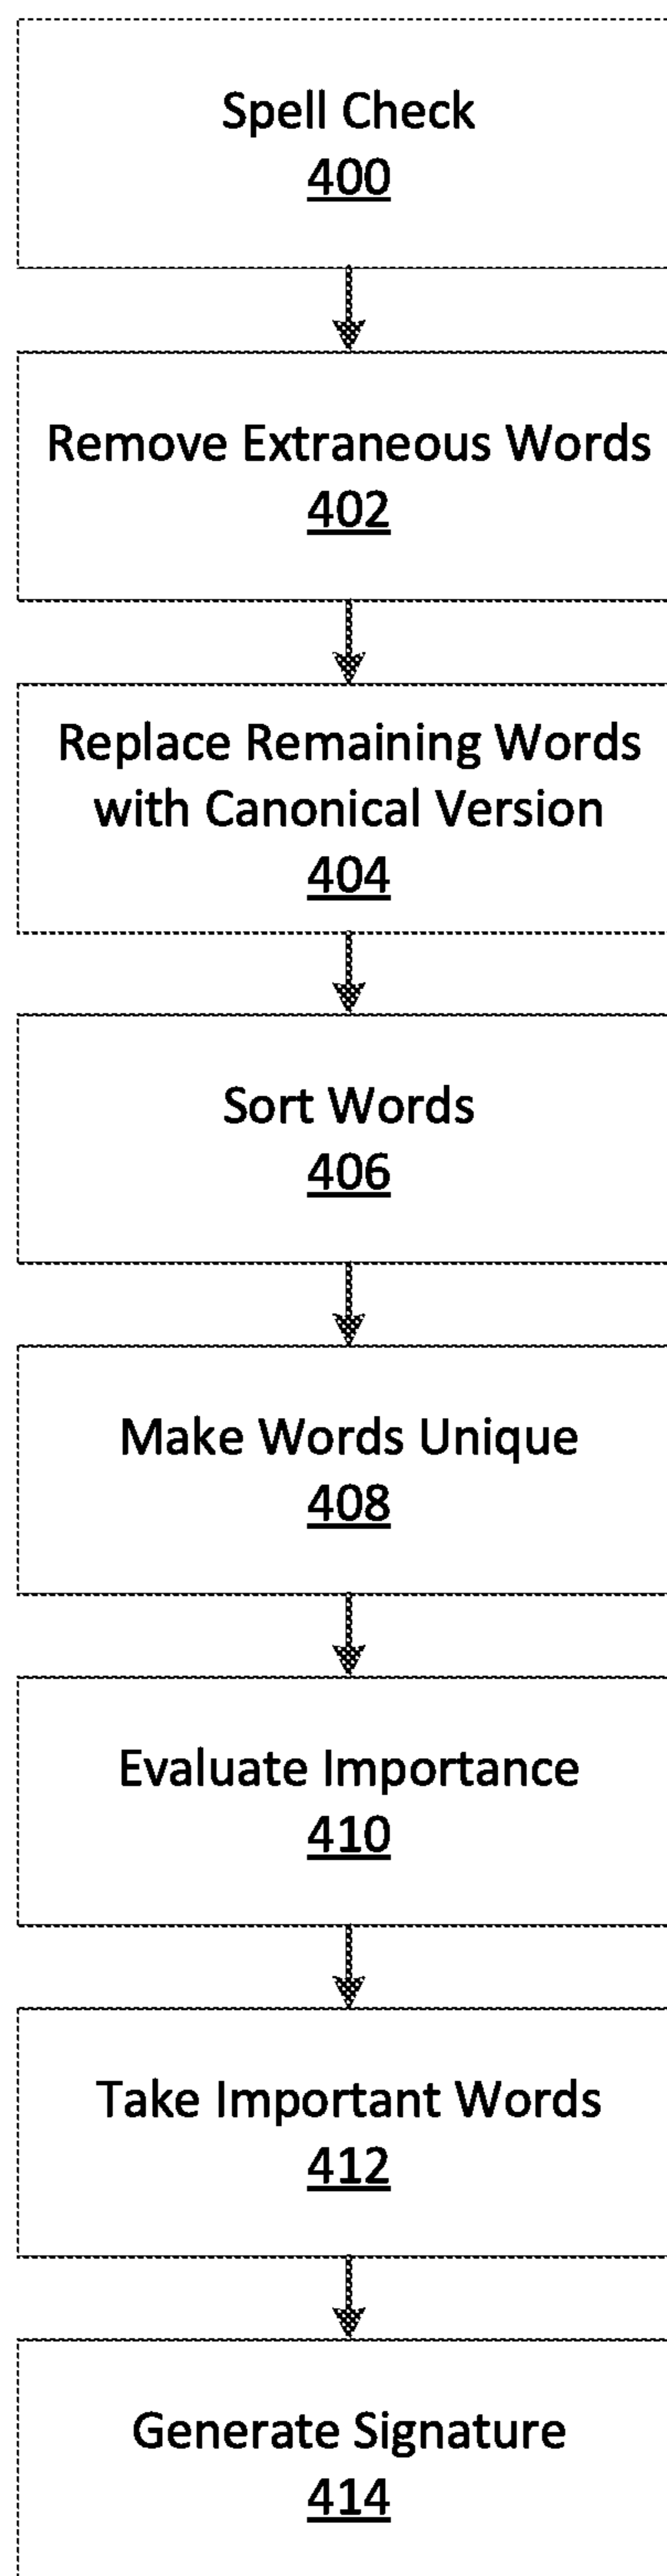 Spell Check
400
Remove Extraneous Words
402
Replace Remaining Words
with Canonical Version
404
Sort Words
406
Make Words Unique
408
Evaluate Importance
410
Take Important Words
412
Generate Signature
414